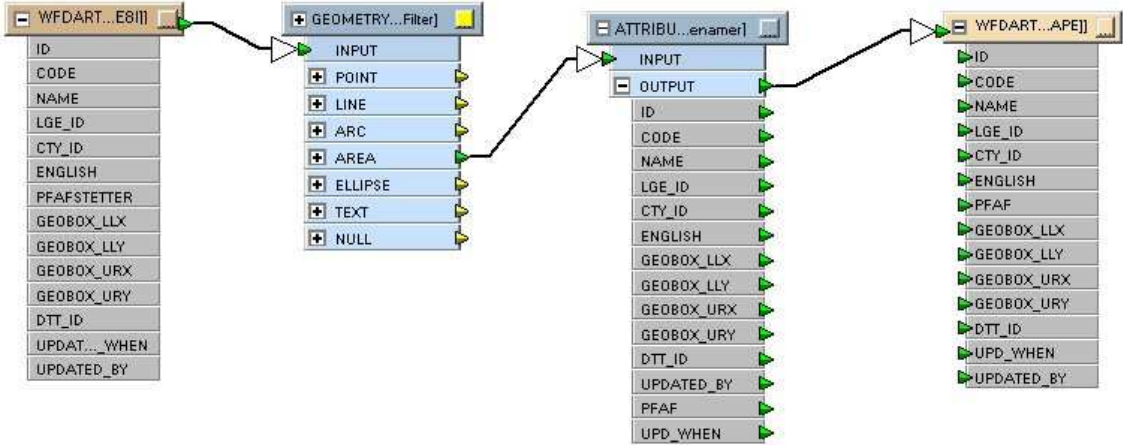 WFDART...E8I]]
ID
CODE
NAME
LGE_ID
CTY_ID
ENGLISH
PFAFSTETTER
GEOBOX_LLX
GEOBOX_LLY
GEOBOX_URX
GEOBOX_URY
DTT_ID
UPDAT..._WHEN
UPDATED_BY
GEOMETRY...Filter]
INPUT
POINT
LINE
ARC
AREA
ELLIPSE
TEXT
NULL
ATTRIBU...enamer]
INPUT
OUTPUT
ID
CODE
NAME
LGE_ID
CTY_ID
ENGLISH
GEOBOX_LLX
GEOBOX_LLY
GEOBOX_URX
GEOBOX_URY
DTT_ID
UPDATED_BY
PFAF
UPD_WHEN
WFDART...APE]]
ID
CODE
NAME
LGE_ID
CTY_ID
ENGLISH
PFAF
GEOBOX_LLX
GEOBOX_LLY
GEOBOX_URX
GEOBOX_URY
DTT_ID
UPD_WHEN
UPDATED_BY